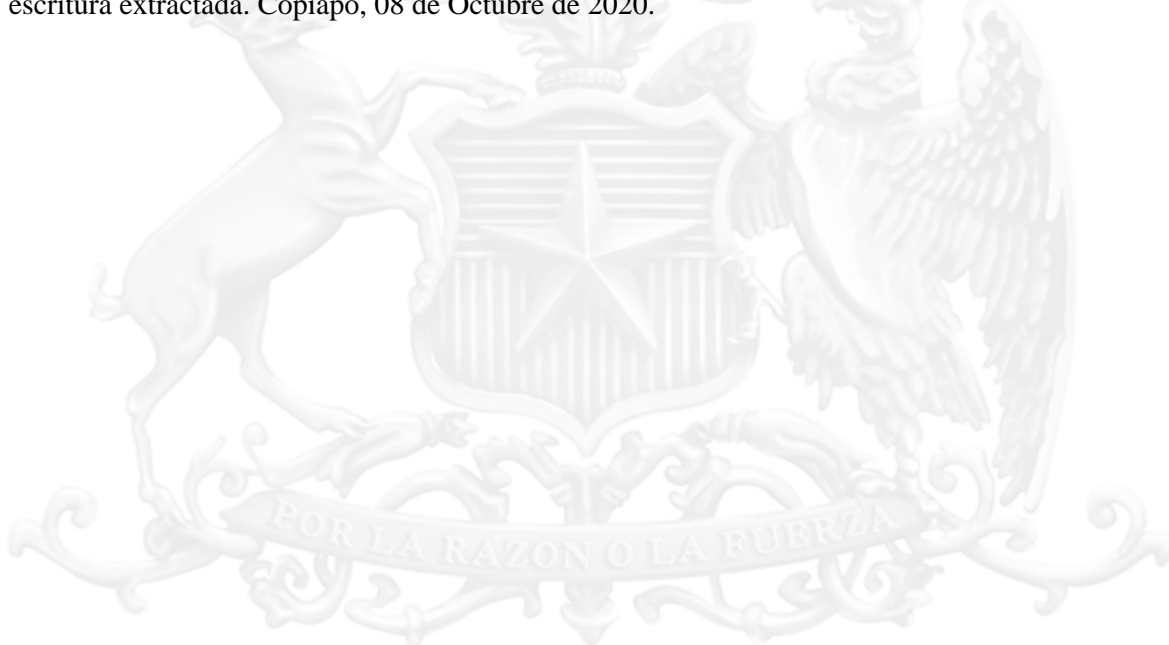 escritura extractada. Copiapó, 08 de Octubre de 2020.
POR LA RAZON O LA FUERZA